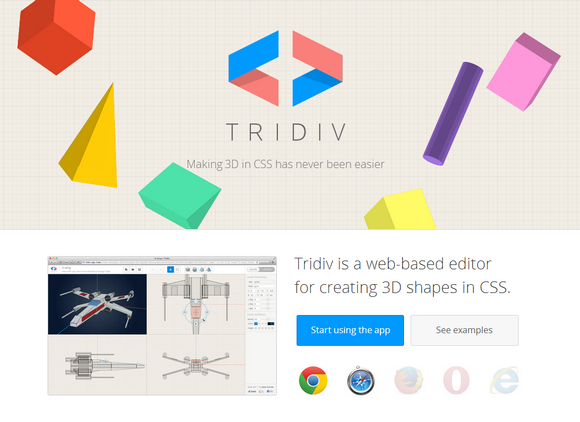 TRIDIV
Making 3D in CSS has never been easier
Tridiv is a web-based editor
for creating 3D shapes in CSS.
Start using the app
See examples